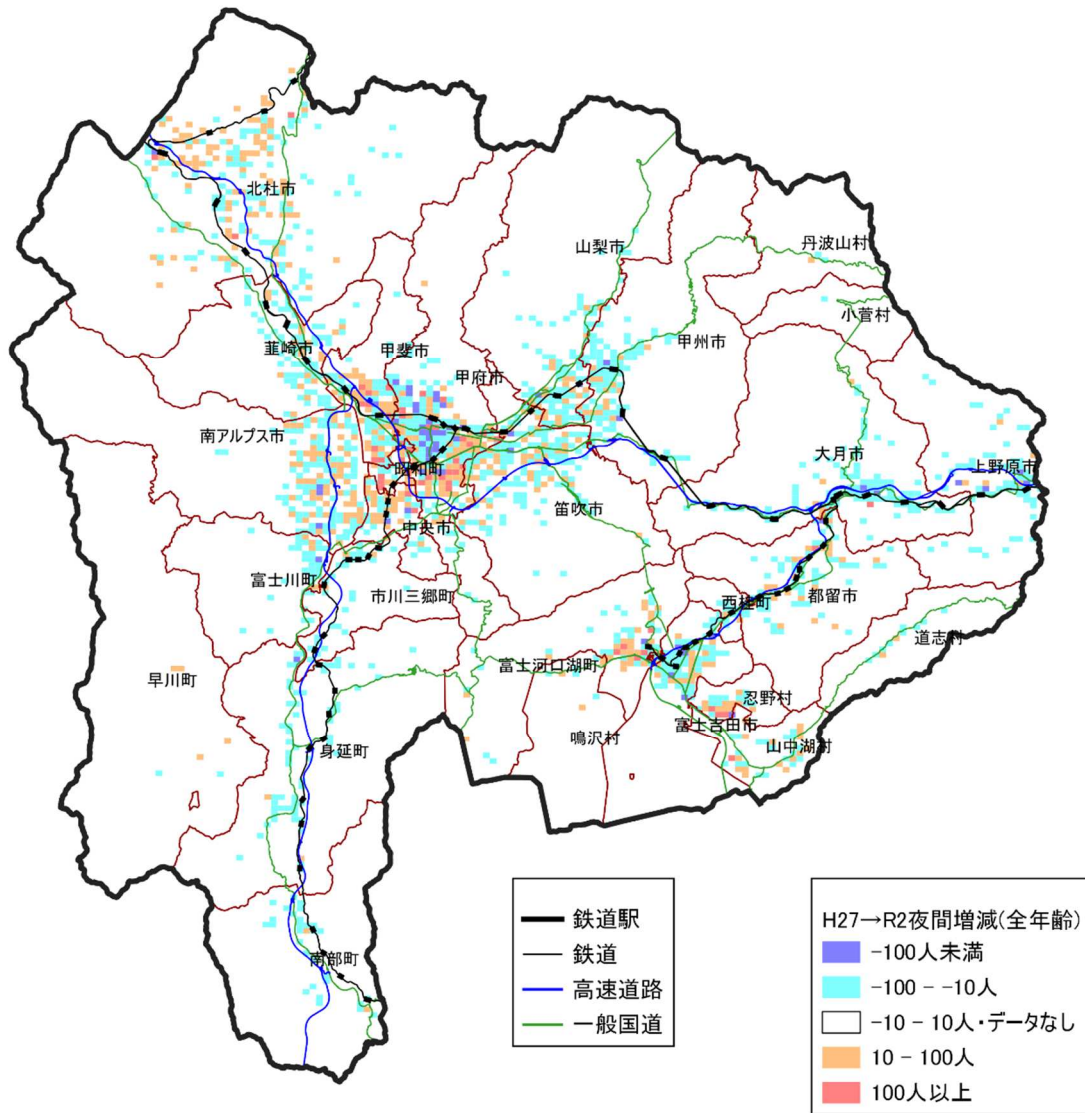 北杜市
山梨市
丹波山村
小菅村
韮崎市
甲斐市
甲府市
甲州市
南アルプス市
昭和町
大月市
上野原市
笛吹市
中央市
富士川町
市川三郷町
西桂町
都留市
道志村
早川町
富士河口湖町
忍野村
富士吉田市
鳴沢村
山中湖村
身延町
南部町
鉄道駅
鉄道
高速道路
一般国道
H27→R2夜間増減(全年齢)
-100人未満
-100 - -10人
-10 - 10人・データなし
10 - 100人
100人以上